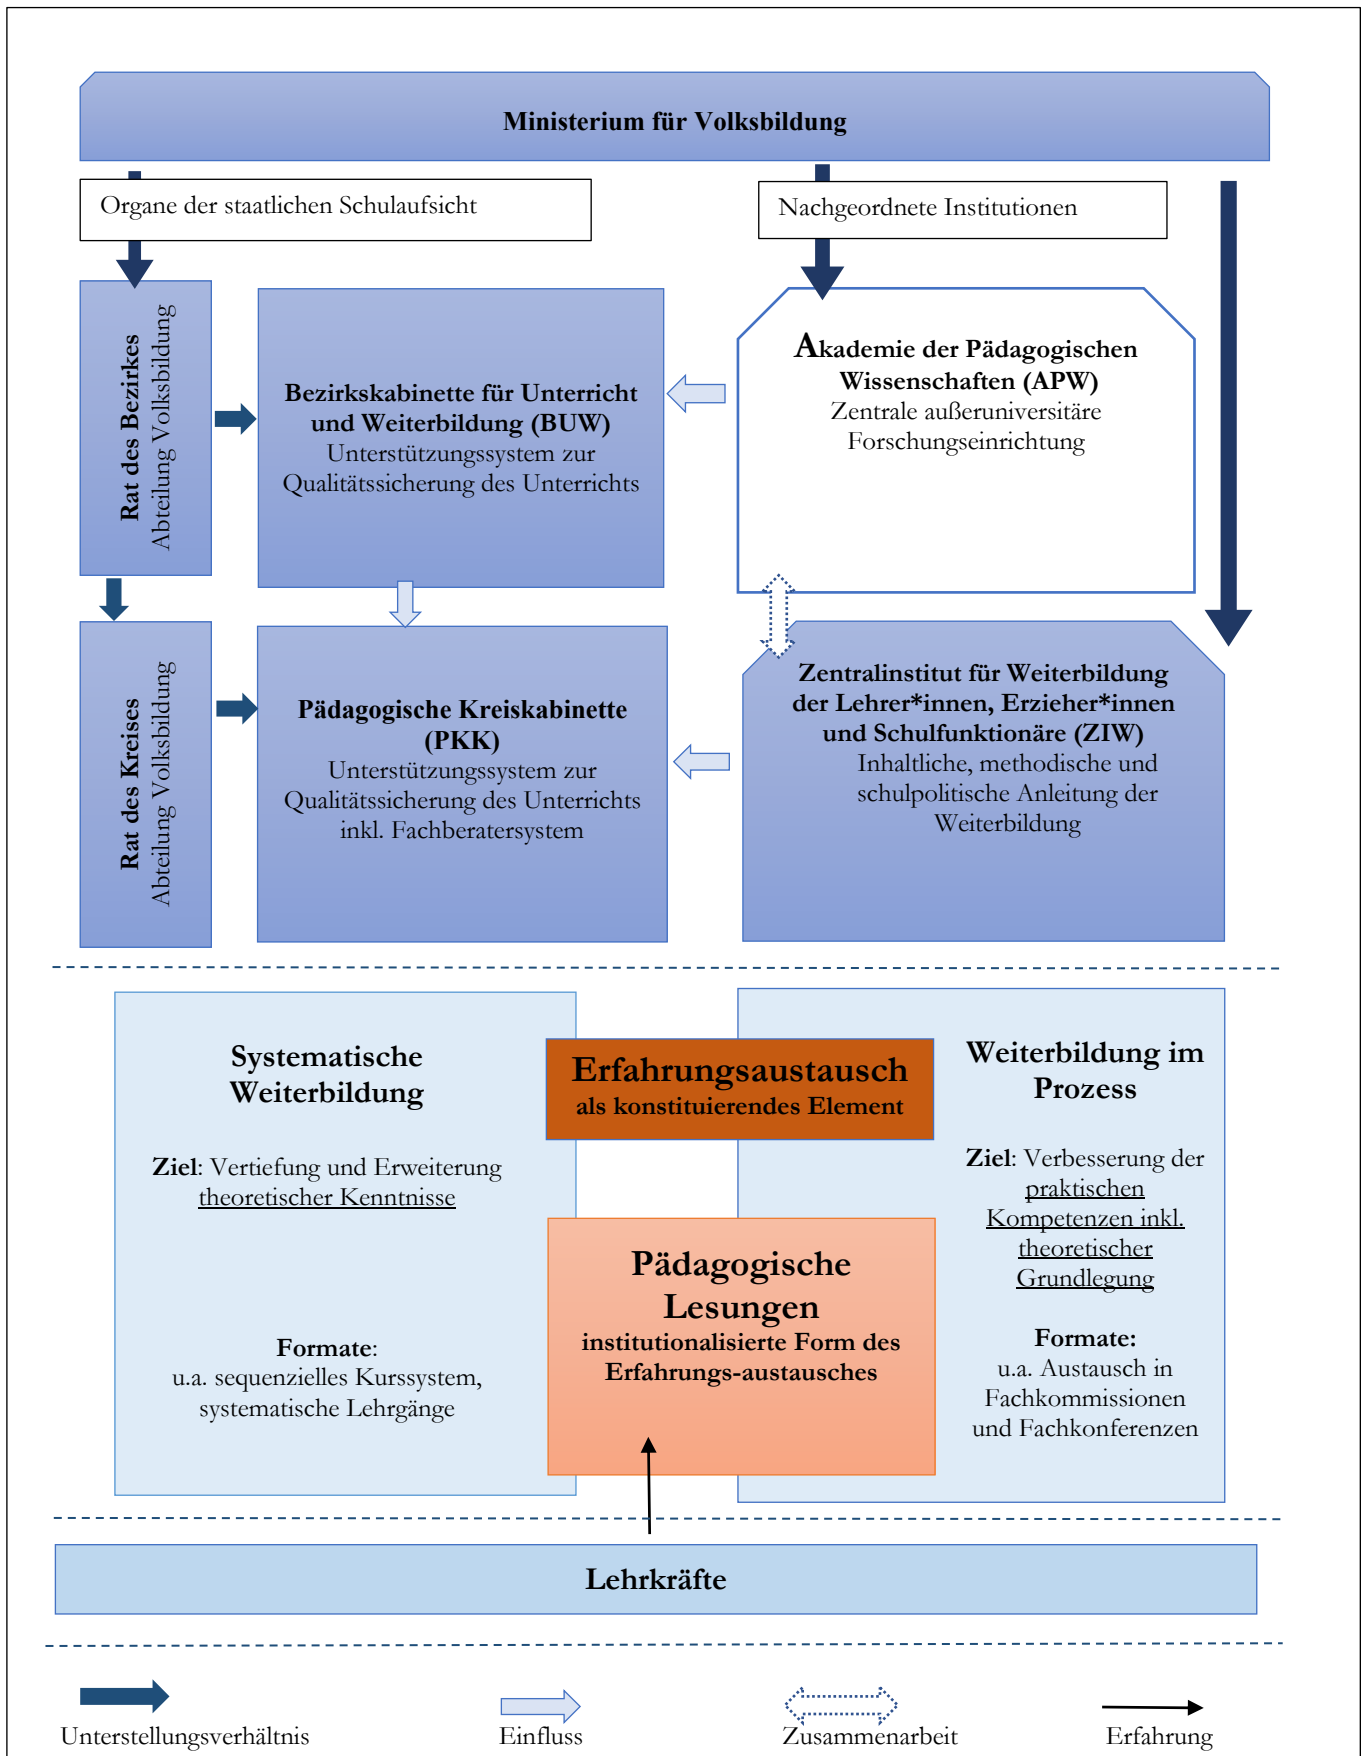 Ministerium für Volksbildung
Organe der staatlichen Schulaufsicht
Nachgeordnete Institutionen
Rat des Bezirkes
Abteilung Volksbildung
Bezirkskabinette für Unterricht
und Weiterbildung (BUW)
Unterstützungssystem zur
Qualitätssicherung des Unterrichts
Akademie der Pädagogischen
Wissenschaften (APW)
Zentrale außeruniversitäre
Forschungseinrichtung
Rat des Kreises
Abteilung Volksbildung
Pädagogische Kreiskabinette
(PKK)
Unterstützungssystem zur
Qualitätssicherung des Unterrichts
inkl. Fachberatersystem
Zentralinstitut für Weiterbildung
der Lehrer*innen, Erzieher*innen
und Schulfunktionäre (ZIW)
Inhaltliche, methodische und
schulpolitische Anleitung der
Weiterbildung
Systematische
Weiterbildung
Ziel: Vertiefung und Erweiterung
theoretischer Kenntnisse
Formate:
u.a. sequenzielles Kurssystem,
systematische Lehrgänge
Erfahrungsaustausch
als konstituierendes Element
Pädagogische
Lesungen
institutionalisierte Form des
Erfahrungs-austausches
Weiterbildung im
Prozess
Ziel: Verbesserung der
praktischen
Kompetenzen inkl.
theoretischer
Grundlegung
Formate:
u.a. Austausch in
Fachkommissionen
und Fachkonferenzen
Lehrkräfte
Unterstellungsverhältnis
Einfluss
Zusammenarbeit
Erfahrung